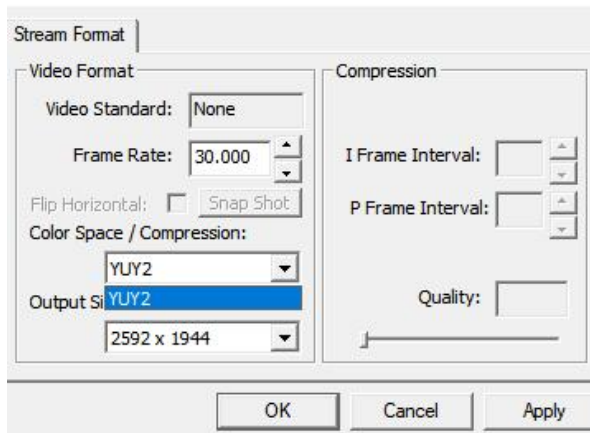 Stream Format
Video Format
Video Standard: None
Frame Rate: 30.000
Flip Horizontal: Snap Shot
Color Space / Compression:
YUY2
YUY2
Output Si
2592 x 1944
Compression
I Frame Interval:
P Frame Interval:
Quality:
OK Cancel Apply